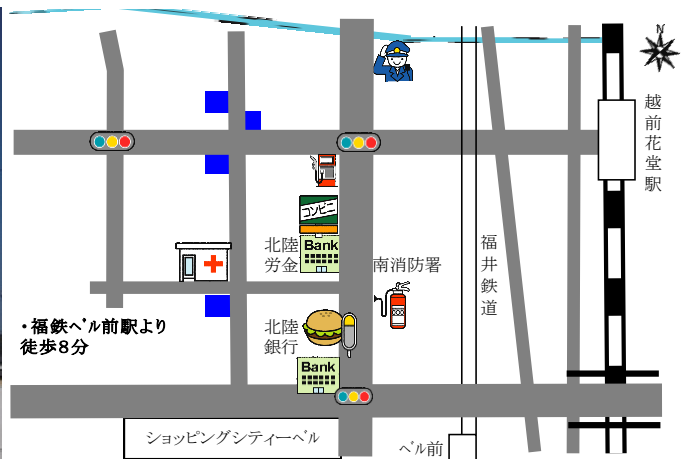 N
越前花堂駅
コンビニ
北陸
労金
Bank
南消防署
福井鉄道
・福鉄ベル前駅より
徒歩8分
北陸
銀行
Bank
ショッピングシティーベル
ベル前